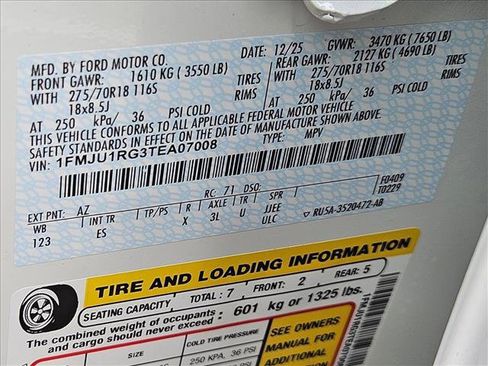 MFD. BY FORD MOTOR CO. DATE: 12/25 GVWR: 3470 KG (7650 LB)
FRONT GAWR: 1610 KG (3550 LB) REAR GAWR: 2127 KG (4690 LB)
WITH 275/70R18 116S TIRES WITH 275/70R18 116S TIRES
18x8.5J 18x8.5J
AT 250 kPa/ 36 PSI COLD AT 250 kPa/ 36 PSI COLD
THIS VEHICLE CONFORMS TO ALL APPLICABLE FEDERAL MOTOR VEHICLE
SAFETY STANDARDS IN EFFECT ON THE DATE OF MANUFACTURE SHOWN ABOVE.
VIN: 1FMJU1RG3TEA07008 TYPE: MPV
EXT PNT: AZ RC: 71 DSO: F0409
WB INT TR TP/PS R AXLE TR SPR T0229
123 ES X 3L U JJEE
ULC ▼ RU5A-3520472-AB
TIRE AND LOADING INFORMATION
SEATING CAPACITY TOTAL: 7 FRONT: 2 REAR: 5
The combined weight of occupants and cargo should never exceed: 601 kg or 1325 lbs.
COLD TIRE PRESSURE
250 KPA, 36 PSI
SEE OWNERS
MANUAL FOR
ADDITIONAL